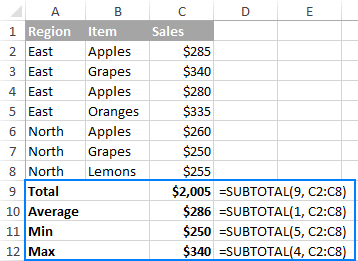 A B C D E
1 Region Item Sales
2 East Apples $285
3 East Grapes $340
4 East Apples $280
5 East Oranges $335
6 North Apples $260
7 North Grapes $250
8 North Lemons $255
9 Total $2,005 =SUBTOTAL(9, C2:C8)
10 Average $286 =SUBTOTAL(1, C2:C8)
11 Min $250 =SUBTOTAL(5, C2:C8)
12 Max $340 =SUBTOTAL(4, C2:C8)